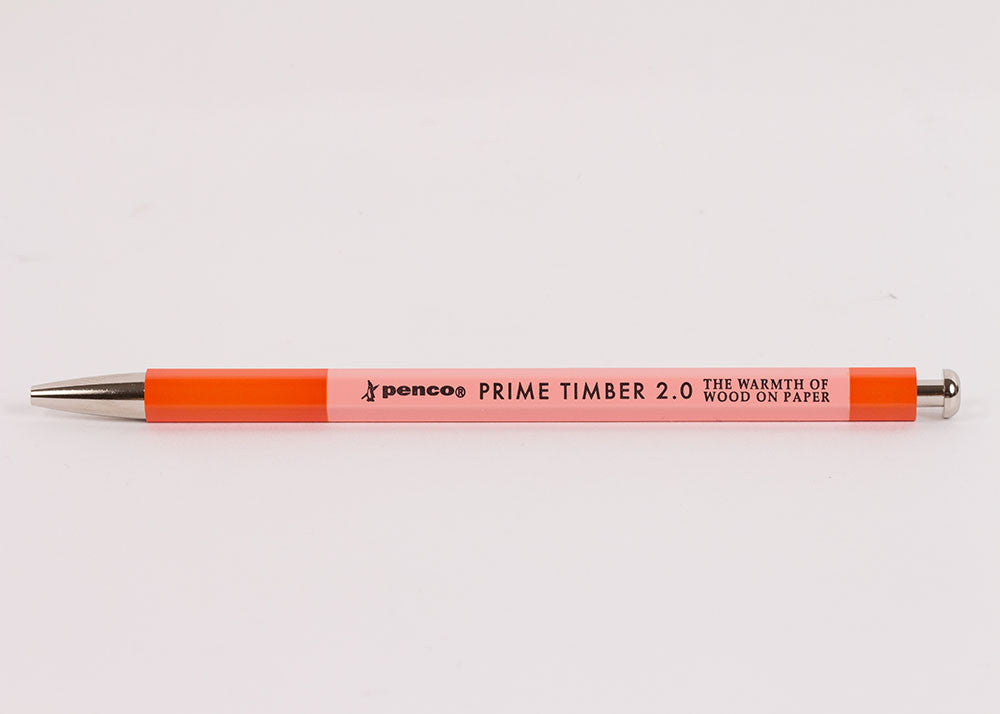 penco® PRIME TIMBER 2.0 THE WARMTH OF
WOOD ON PAPER